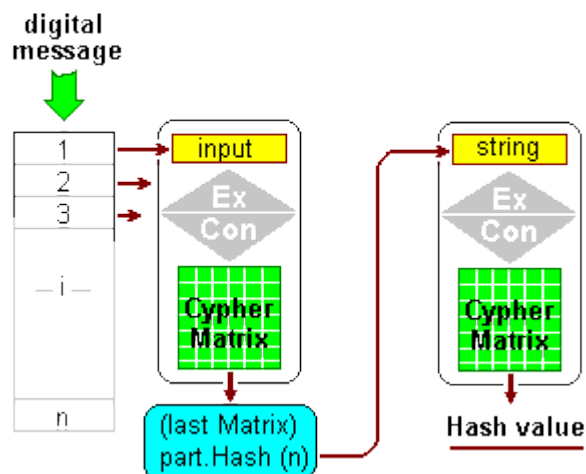 digital
message
1
2
3
i
n
input
Ex
Con
Cypher
Matrix
(last Matrix)
part.Hash (n)
string
Ex
Con
Cypher
Matrix
Hash value